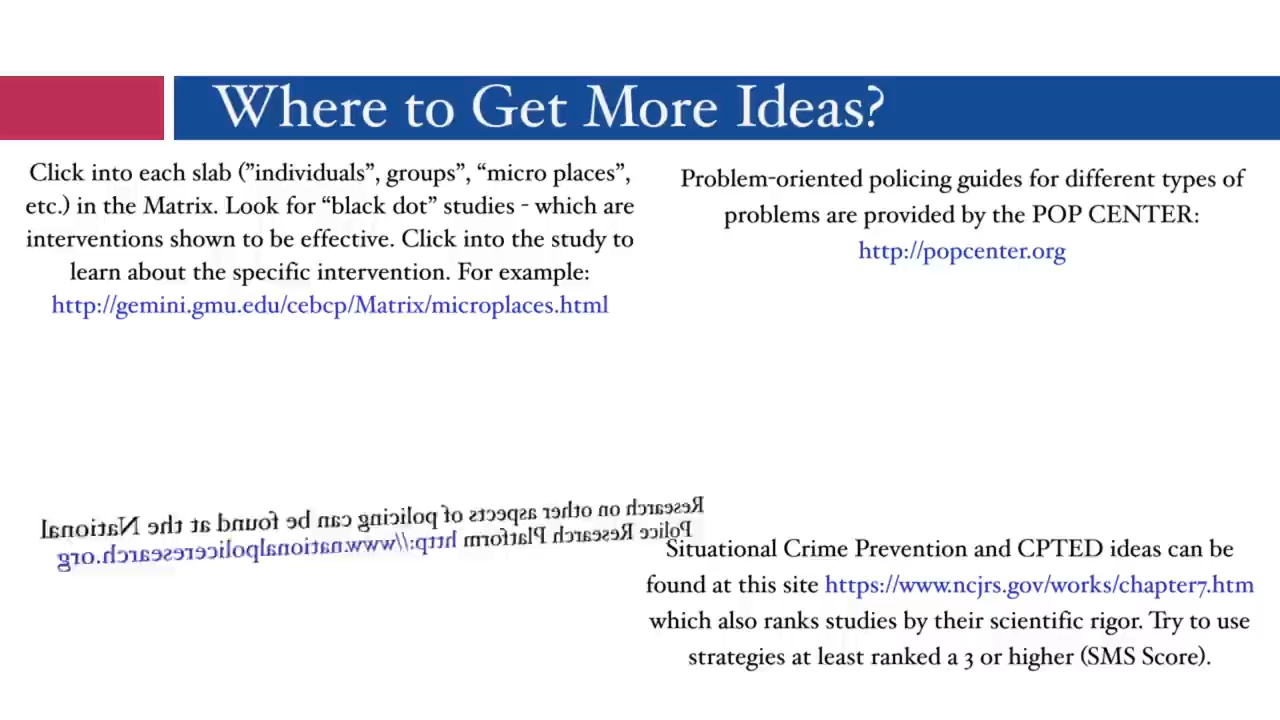 Where to Get More Ideas?
Click into each slab ("individuals", groups", “micro places”,
etc.) in the Matrix. Look for “black dot” studies - which are
interventions shown to be effective. Click into the study to
learn about the specific intervention. For example:
http://gemini.gmu.edu/cebcp/Matrix/microplaces.html
Problem-oriented policing guides for different types of
problems are provided by the POP CENTER:
http://popcenter.org
Research on other aspects of policing can be found at the National
Police Research Platform http:\\www.nationalpoliceresearch.org
Situational Crime Prevention and CPTED ideas can be
found at this site https://www.ncjrs.gov/works/chapter7.htm
which also ranks studies by their scientific rigor. Try to use
strategies at least ranked a 3 or higher (SMS Score).